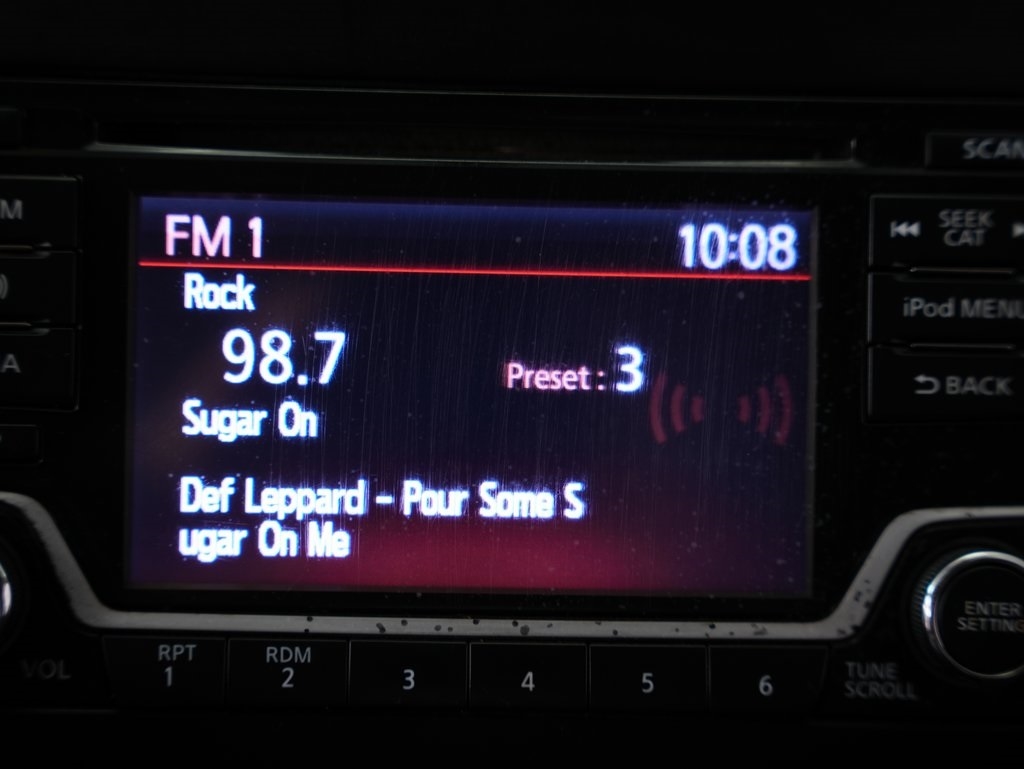 SCAN
M
SEEK
CAT
FM 1
10:08
Rock
iPod MENU
98.7
Preset : 3
A
BACK
Sugar On
Def Leppard - Pour Some S
ugar On Me
ENTER
SETTING
VOL
RPT
1
RDM
2
3
4
5
6
TUNE
SCROLL